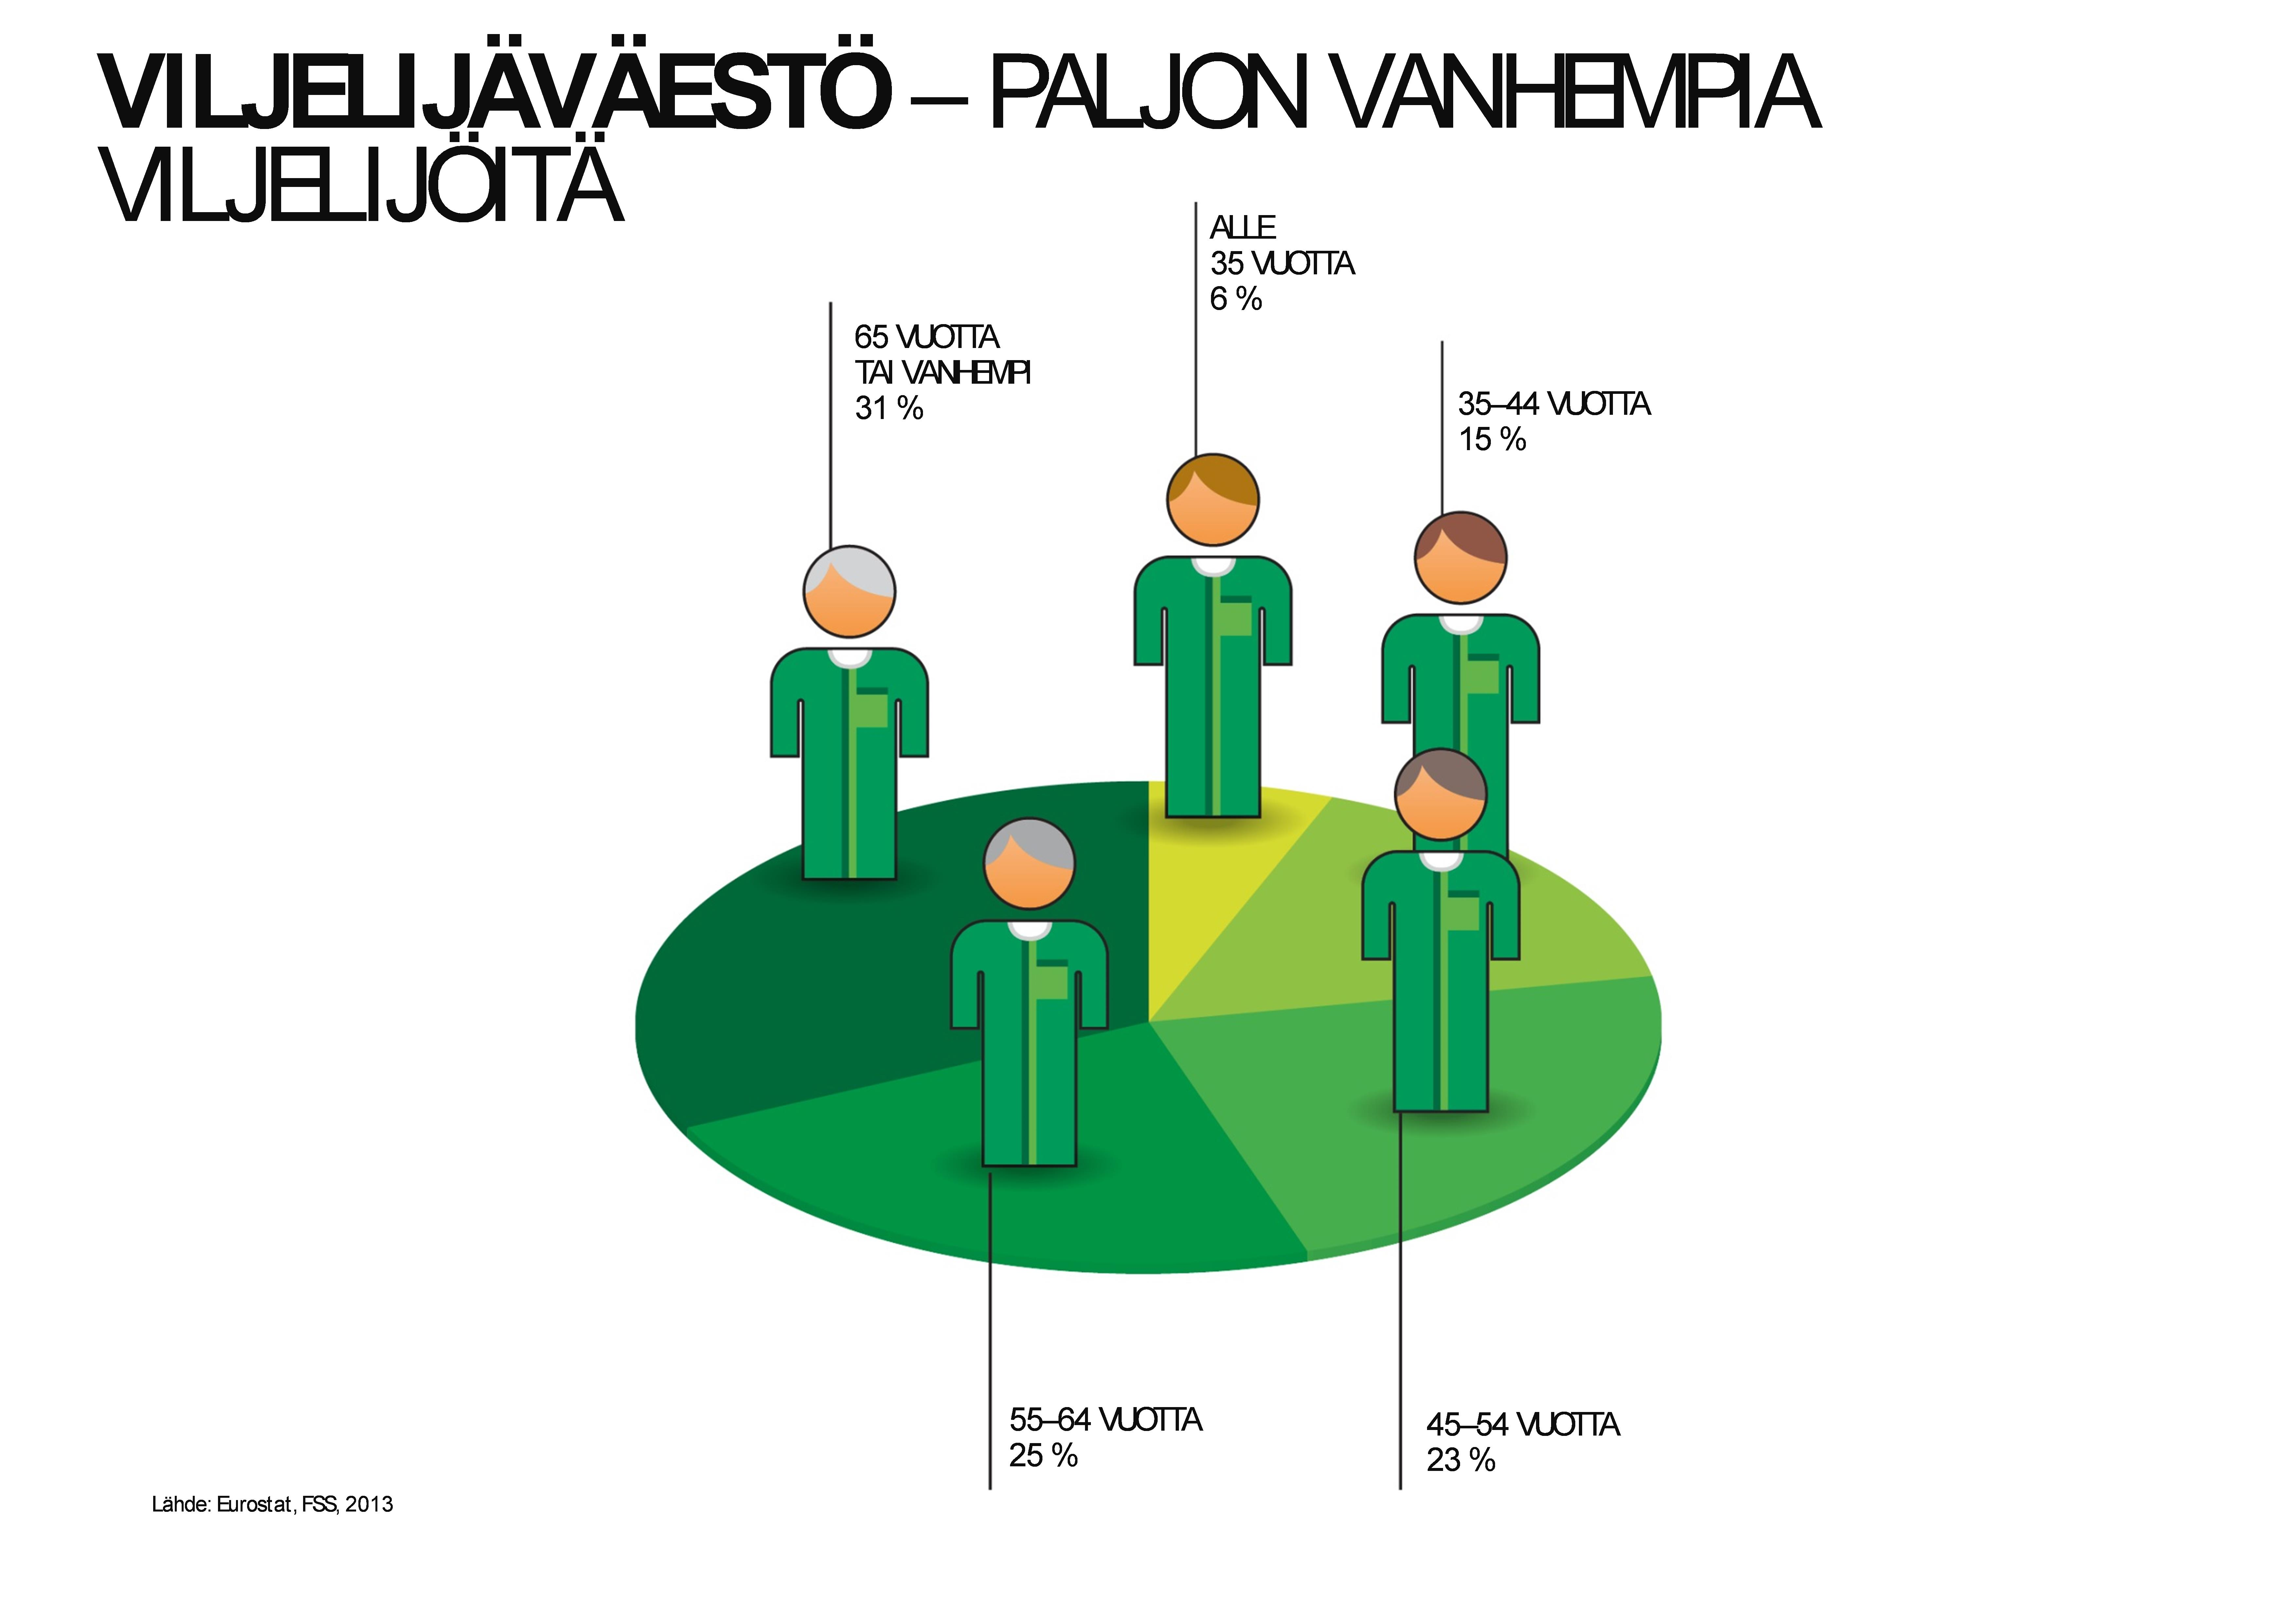 VILJELIJÄVÄESTÖ – PALJON VANHEMPIA
VILJELIJÖITÄ
ALLE
35 VUOTTA
6 %
65 VUOTTA
TAI VANHEMPI
31 %
35–44 VUOTTA
15 %
55–64 VUOTTA
25 %
45–54 VUOTTA
23 %
Lähde: Eurostat, FSS, 2013